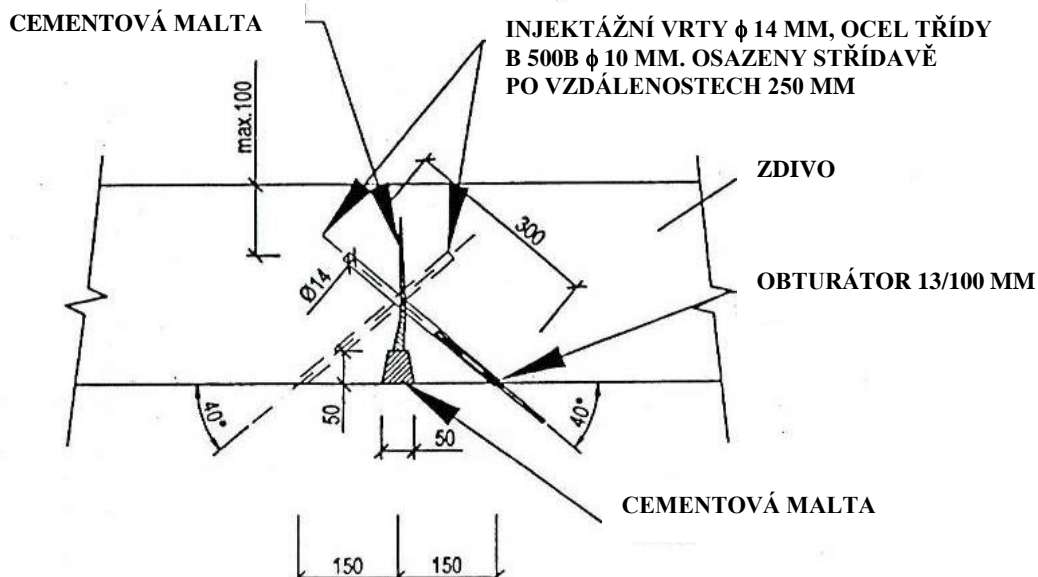 CEMENTOVÁ MALTA
INJEKTÁŽNÍ VRTY ϕ 14 MM, OCEL TŘÍDY
B 500B ϕ 10 MM. OSAZENY STŘÍDAVĚ
PO VZDÁLENOSTECH 250 MM
max.100
ZDIVO
300
Ø14
OBTURÁTOR 13/100 MM
40°
50
50
40°
CEMENTOVÁ MALTA
150
150